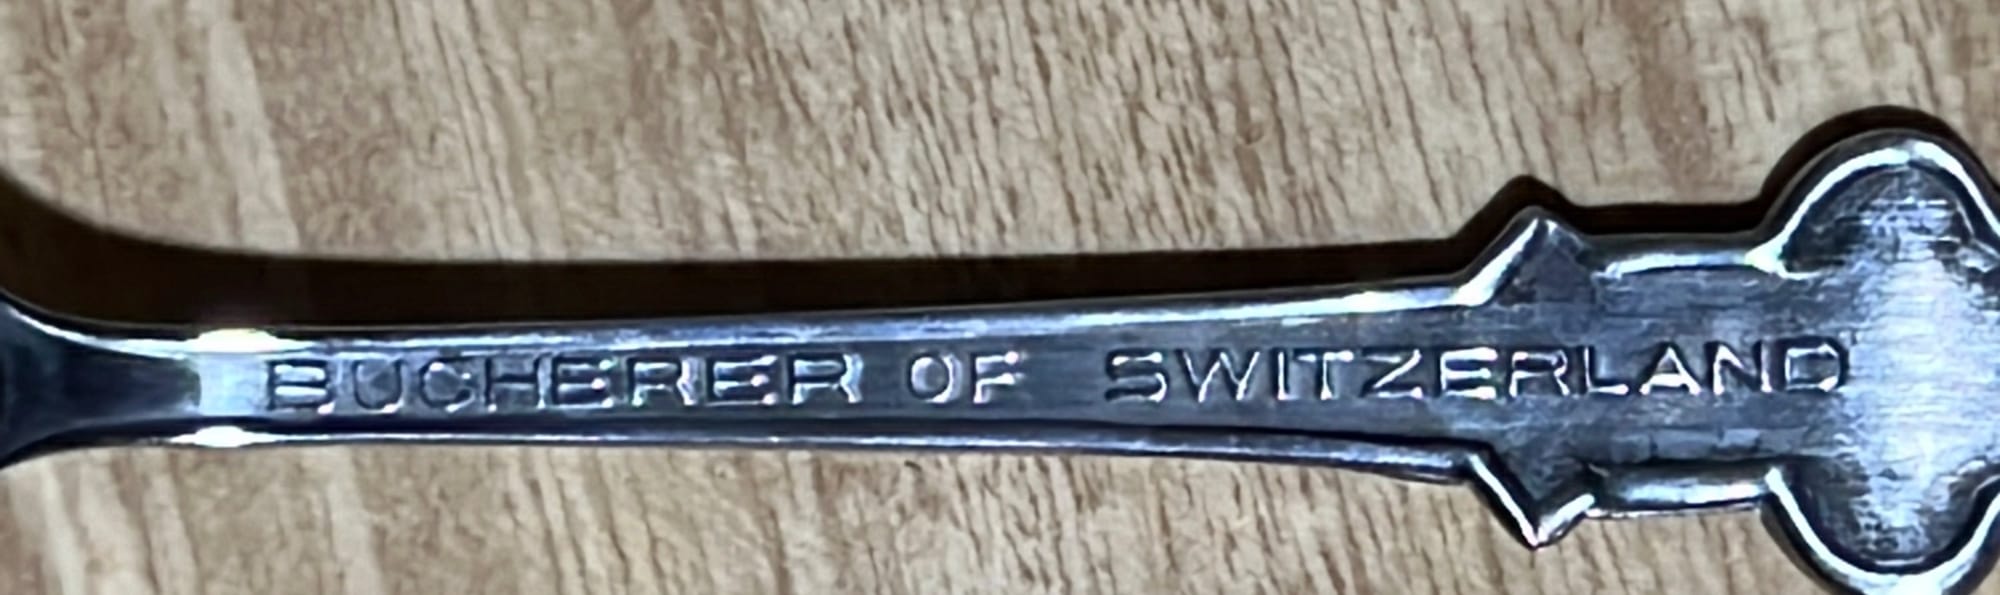 BUCHERER OF SWITZERLAND